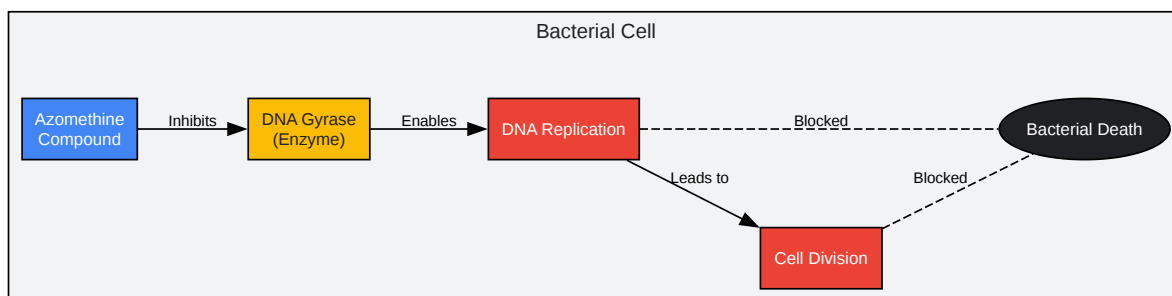 Bacterial Cell
Azomethine
Compound
Inhibits
DNA Gyrase
(Enzyme)
Enables
DNA Replication
Blocked
Bacterial Death
Leads to
Blocked
Cell Division